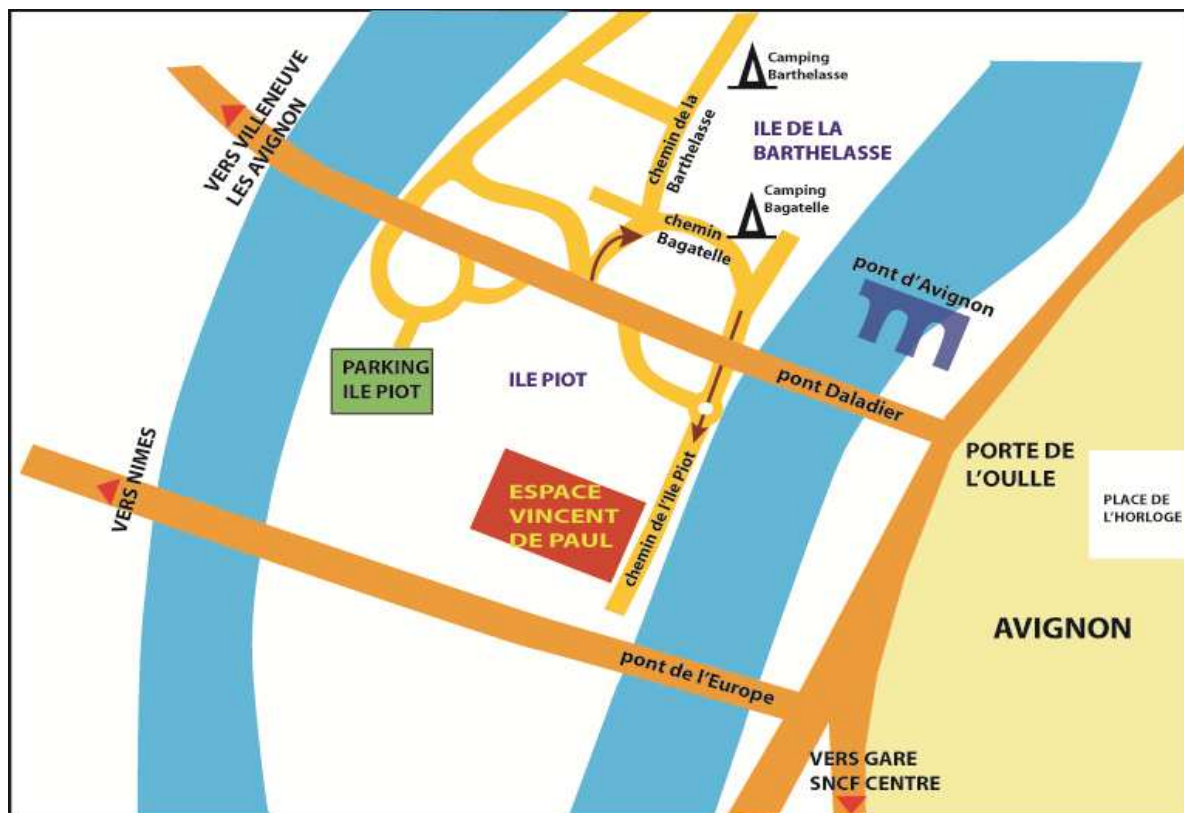 Camping
Barthelasse
VERS VILLENEUVE
LES AVIGNON
chemin de la
Barthelasse
ILE DE LA
BARTHELASSE
Camping
Bagatelle
chemin
Bagatelle
pont d'Avignon
PARKING
ILE PIOT
ILE PIOT
pont Daladier
PORTE DE
L'OULLE
PLACE DE
L'HORLOGE
VERS NIMES
ESPACE
VINCENT
DE PAUL
chemin de l'Ile Piot
AVIGNON
pont de l'Europe
VERS GARE
SNCF CENTRE